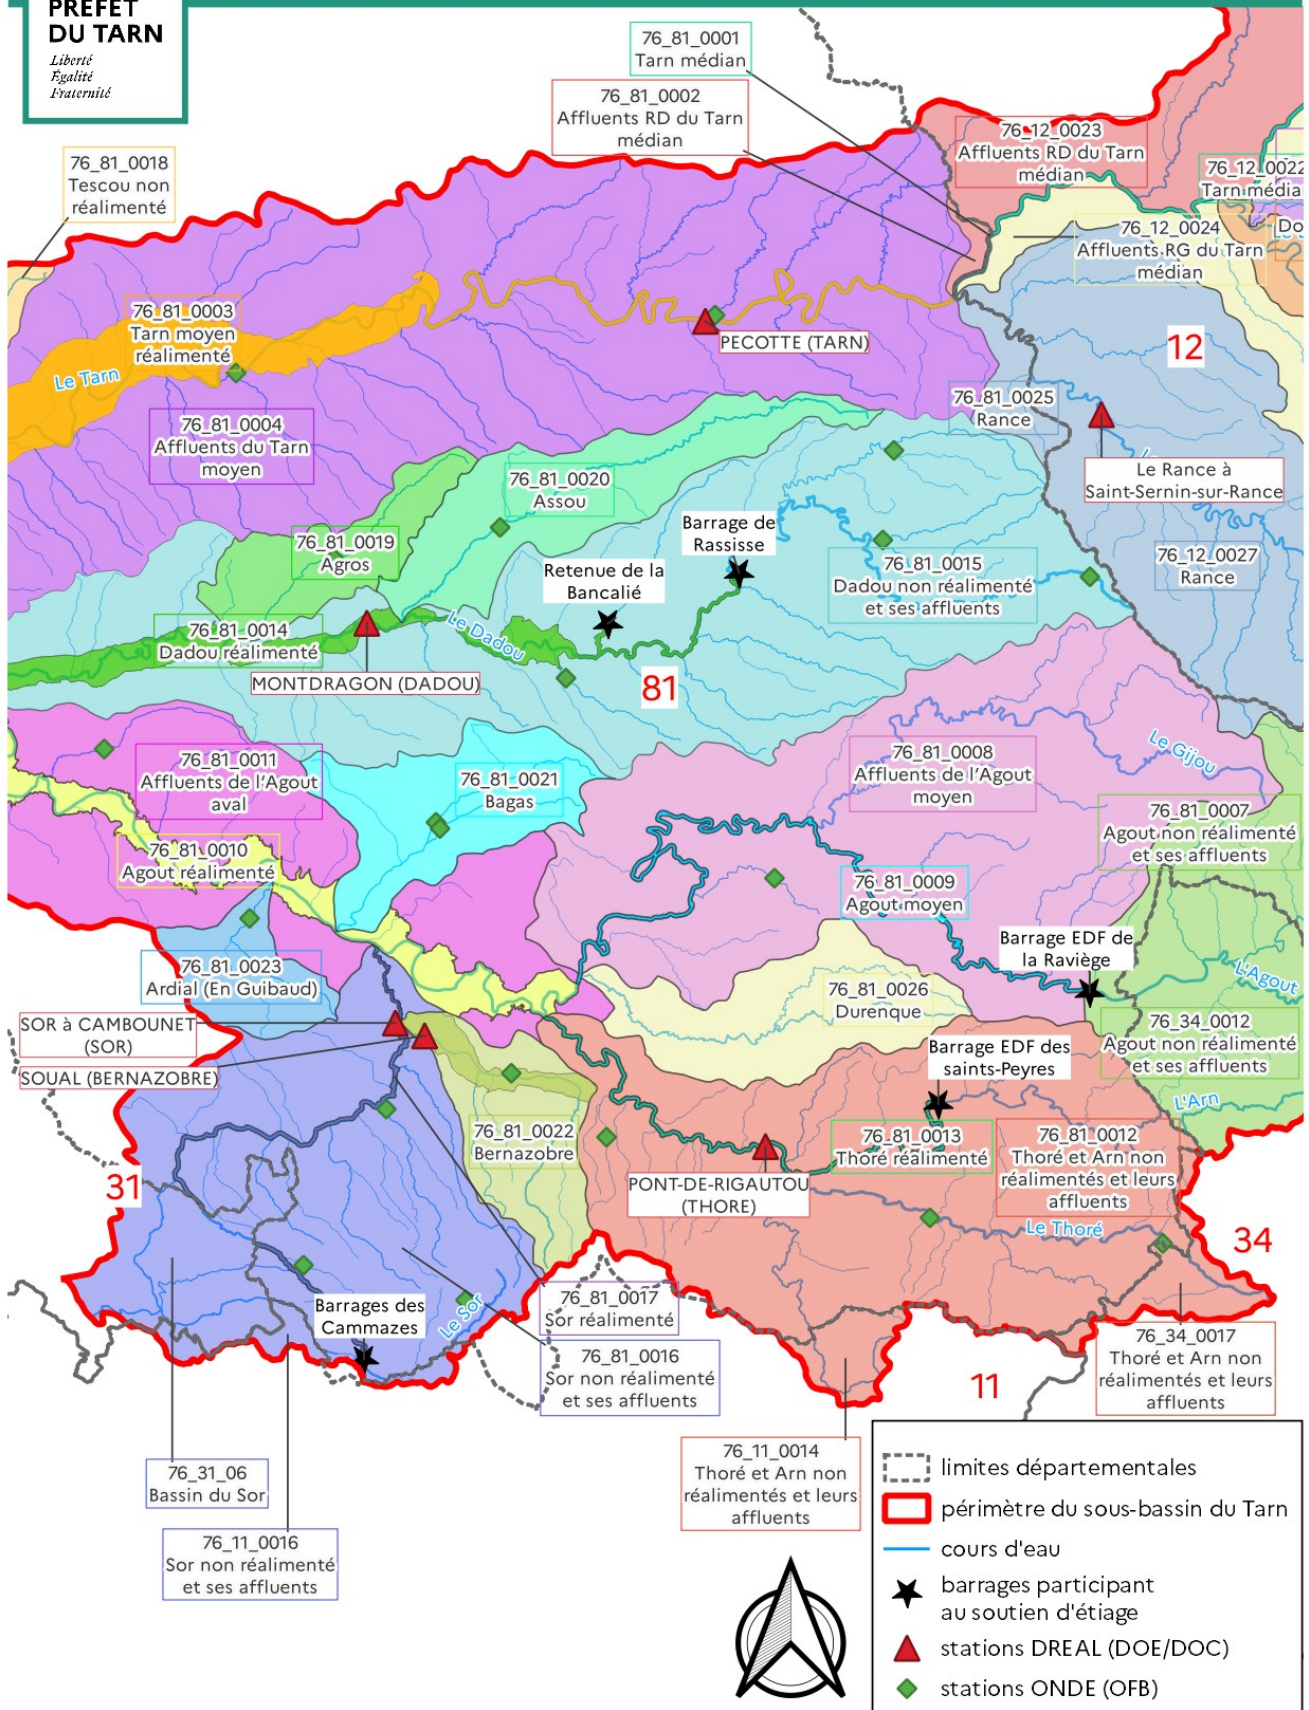 PRÉFET
DU TARN
Liberté
Égalité
Fraternité
76_81_0001
Tarn médian
76_81_0002
Affluents RD du Tarn
médian
76_12_0023
Affluents RD du Tarn
médian
76_12_0022
Tarn média
76_81_0018
Tescou non
réalimenté
76_12_0024
Affluents RG du Tarn
médian
Do
76_81_0003
Tarn moyen
réalimenté
Le Tarn
PECOTTE (TARN)
12
76_81_0004
Affluents du Tarn
moyen
76_81_0025
Rance
Le Rance à
Saint-Sernin-sur-Rance
76_81_0020
Assou
76_81_0019
Agros
Barrage de
Rassisse
Retenue de la
Bancalié
76_81_0015
Dadou non réalimenté
et ses affluents
76_12_0027
Rance
76_81_0014
Dadou réalimenté
Le Dadou
MONTDRAGON (DADOU)
81
76_81_0011
Affluents de l'Agout
aval
76_81_0021
Bagas
76_81_0008
Affluents de l'Agout
moyen
Le Gijou
76_81_0007
Agout non réalimenté
et ses affluents
76_81_0010
Agout réalimenté
76_81_0009
Agout moyen
Barrage EDF de
la Raviège
L'Agout
76_81_0023
Ardial (En Guibaud)
76_81_0026
Durenque
76_34_0012
Agout non réalimenté
et ses affluents
SOR à CAMBOUNET
(SOR)
SOUAL (BERNAZOBRE)
Barrage EDF des
saints-Peyres
L'Arn
76_81_0022
Bernazobre
76_81_0013
Thoré réalimenté
76_81_0012
Thoré et Arn non
réalimentés et leurs
affluents
PONT-DE-RIGAUTOU
(THORE)
31
Le Thoré
34
Barrages des
Cammazes
Le Sor
76_81_0017
Sor réalimenté
76_81_0016
Sor non réalimenté
et ses affluents
76_34_0017
Thoré et Arn non
réalimentés et leurs
affluents
11
76_31_06
Bassin du Sor
76_11_0016
Sor non réalimenté
et ses affluents
76_11_0014
Thoré et Arn non
réalimentés et leurs
affluents
limites départementales
périmètre du sous-bassin du Tarn
cours d'eau
barrages participant
au soutien d'étiage
stations DREAL (DOE/DOC)
stations ONDE (OFB)